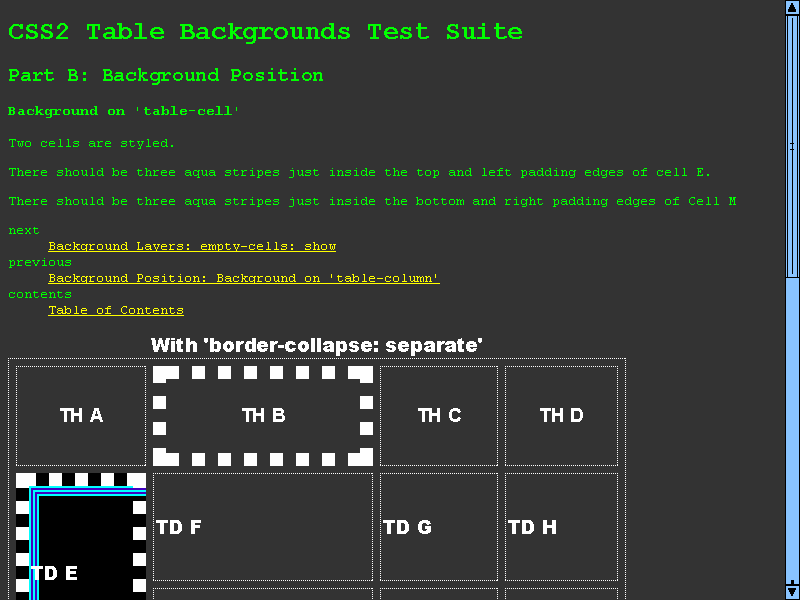 CSS2 Table Backgrounds Test Suite
Part B: Background Position
Background on 'table-cell'
Two cells are styled.
There should be three aqua stripes just inside the top and left padding edges of cell E.
There should be three aqua stripes just inside the bottom and right padding edges of Cell M
next
Background Layers: empty-cells: show
previous
Background Position: Background on 'table-column'
contents
Table of Contents
With 'border-collapse: separate'
TH A
TH B
TH C
TH D
TD E
TD F
TD G
TD H